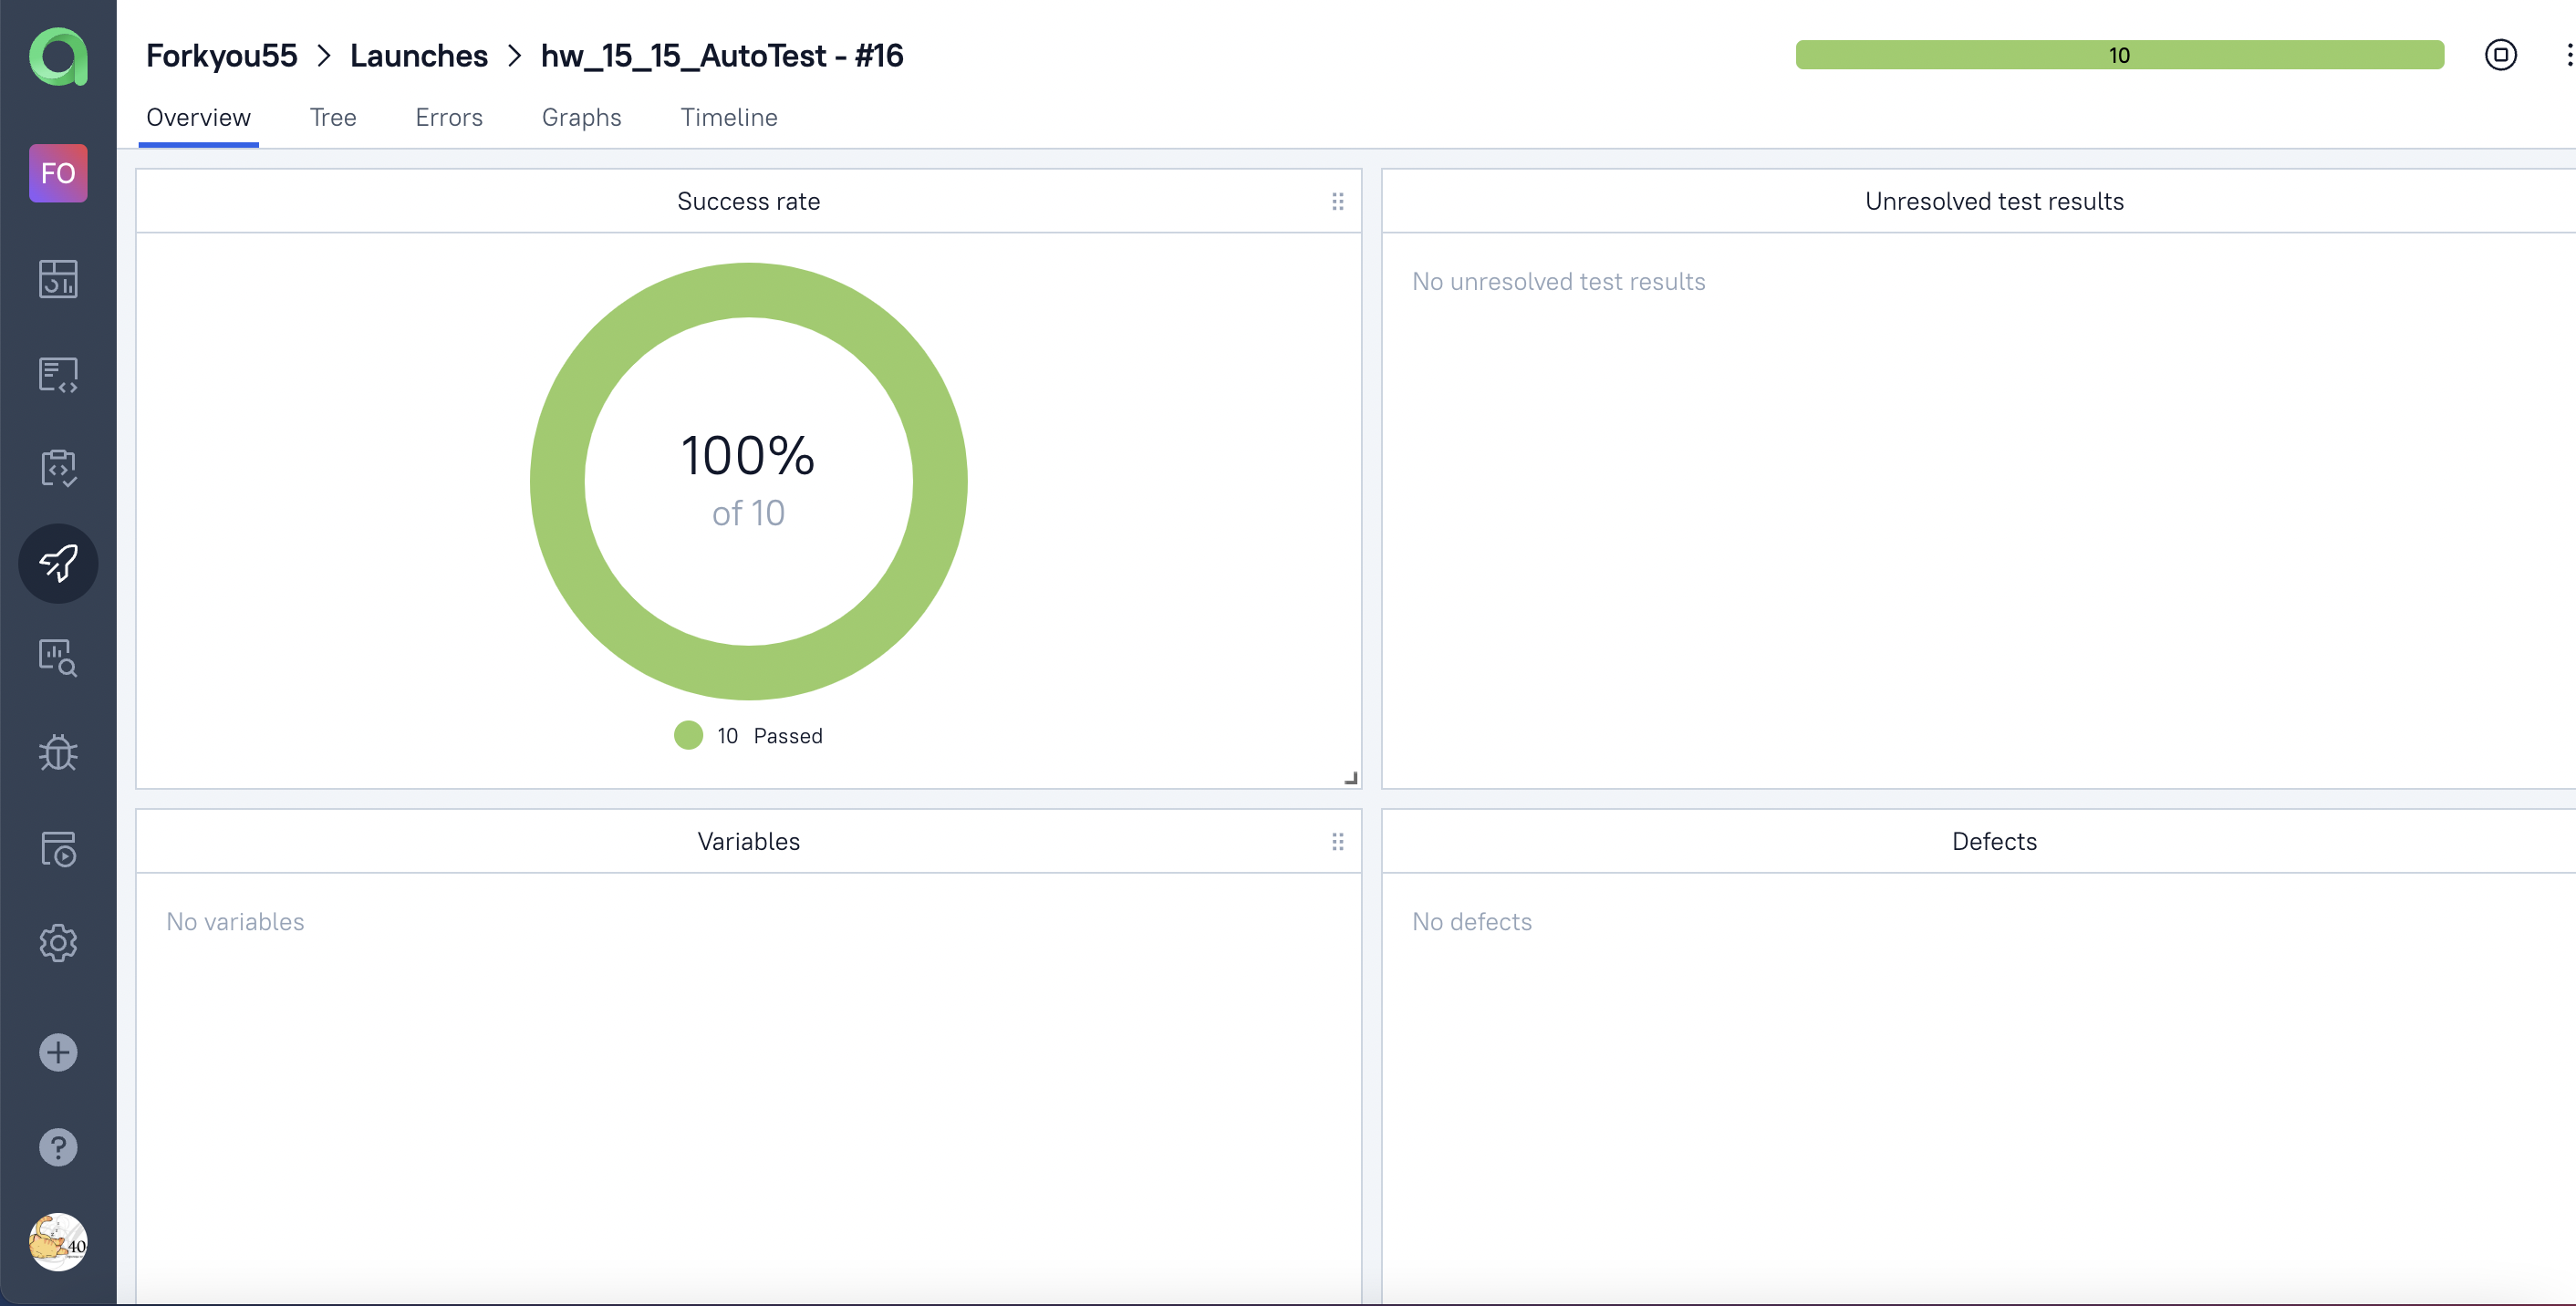 Forkyou55 > Launches > hw_15_15_AutoTest - #16
10
Overview Tree Errors Graphs Timeline
FO
Success rate
100%
of 10
10 Passed
Unresolved test results
No unresolved test results
Variables
No variables
Defects
No defects
40